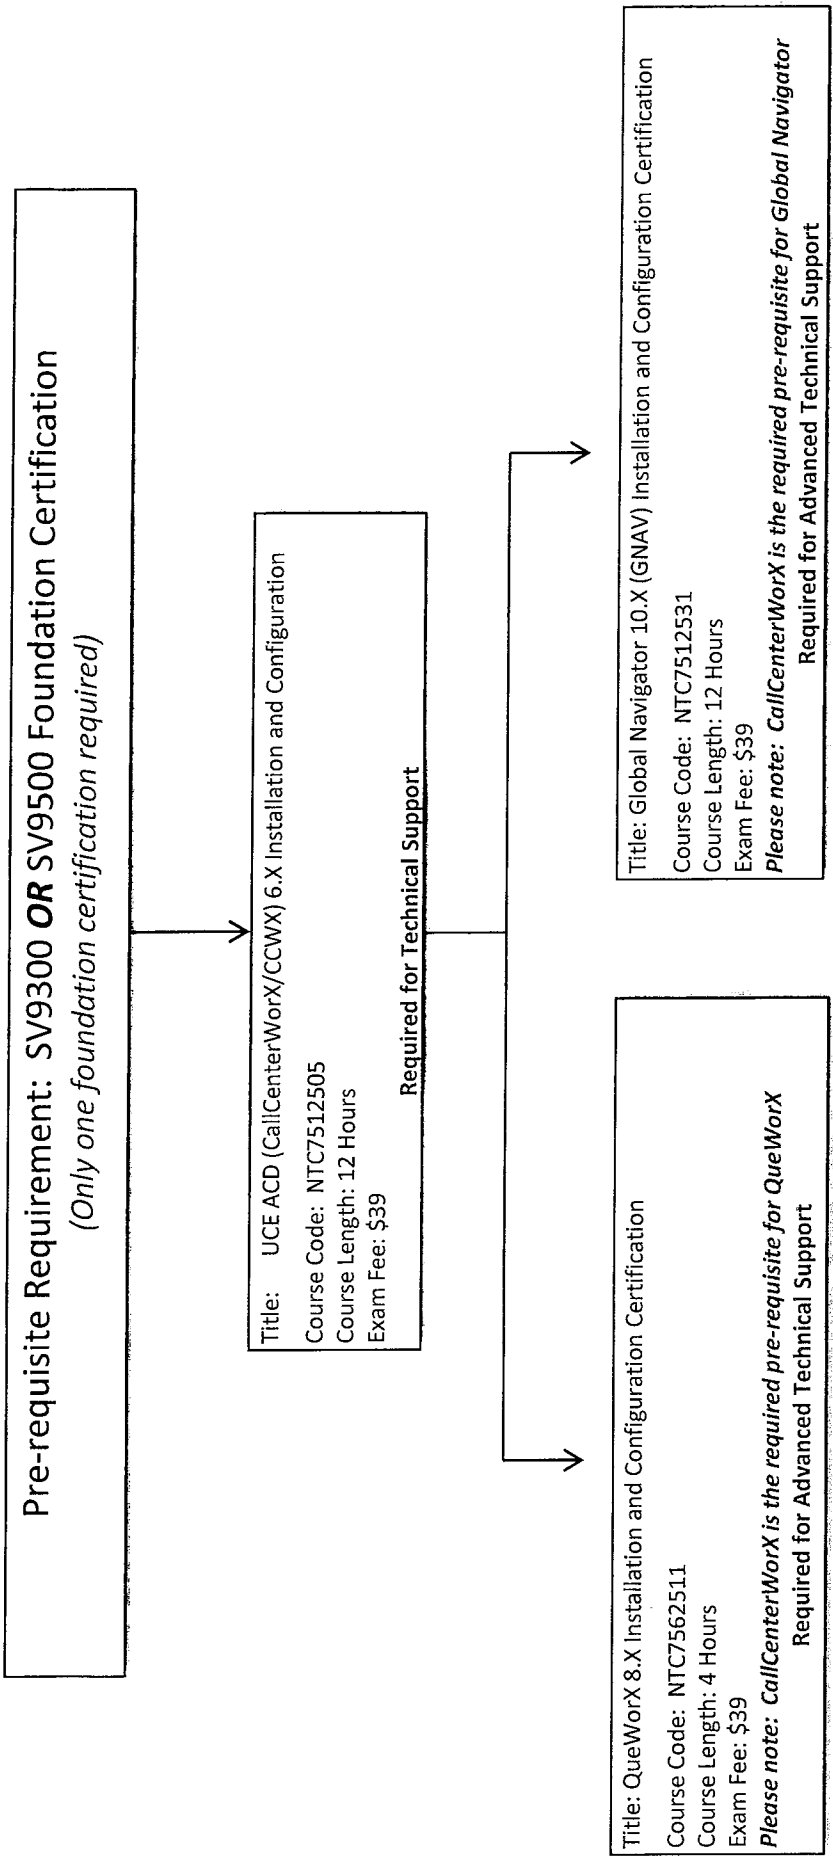 Pre-requisite Requirement: SV9300 OR SV9500 Foundation Certification
(Only one foundation certification required)
Title: UCE ACD (CallCenterWorX/CCWX) 6.X Installation and Configuration
Course Code: NTC7512505
Course Length: 12 Hours
Exam Fee: $39
Required for Technical Support
Title: QueWorX 8.X Installation and Configuration Certification
Course Code: NTC7562511
Course Length: 4 Hours
Exam Fee: $39
Please note: CallCenterWorX is the required pre-requisite for QueWorX
Required for Advanced Technical Support
Title: Global Navigator 10.X (GNAV) Installation and Configuration Certification
Course Code: NTC7512531
Course Length: 12 Hours
Exam Fee: $39
Please note: CallCenterWorX is the required pre-requisite for Global Navigator
Required for Advanced Technical Support